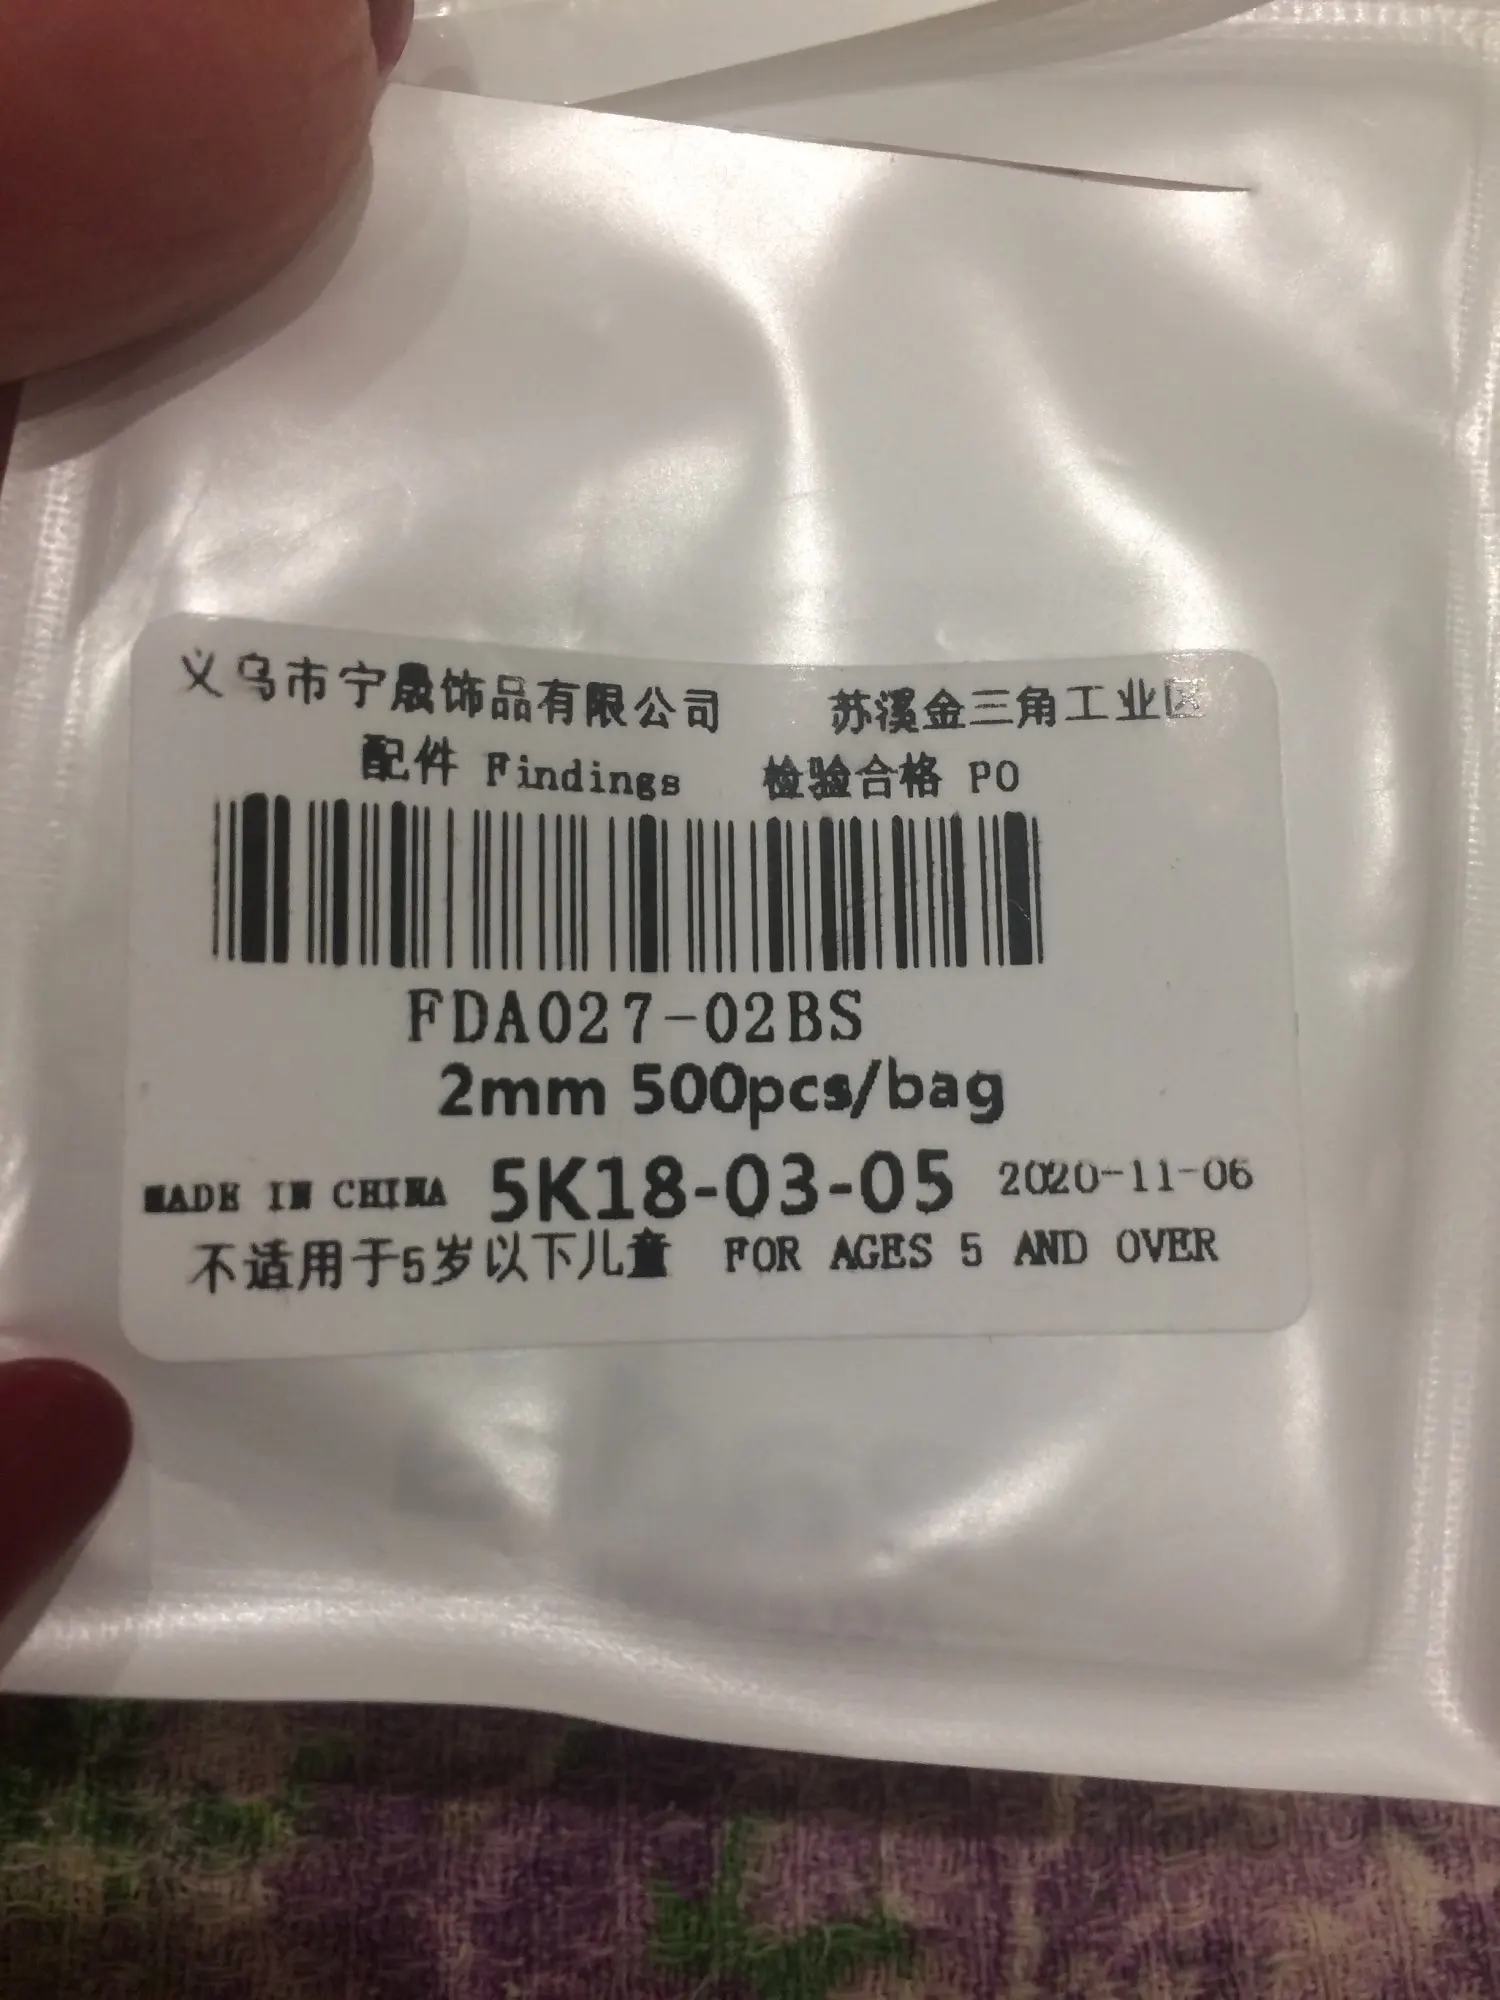 义乌市宁晟饰品有限公司 苏溪金三角工业区
配件 Findings 检验合格 PO
FDA027-02BS
2mm 500pcs/bag
MADE IN CHINA 5K18-03-05 2020-11-06
不适用于5岁以下儿童 FOR AGES 5 AND OVER